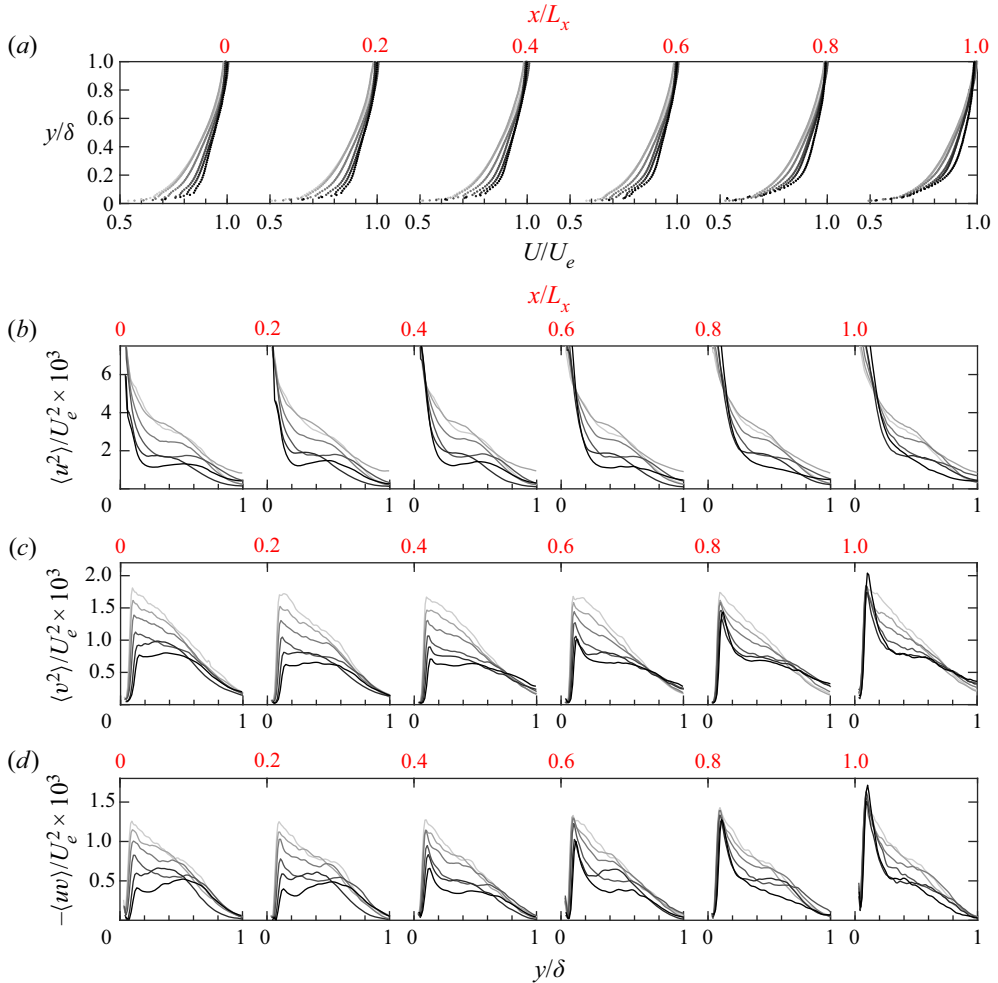 x/Lx
(a)
0 0.2 0.4 0.6 0.8 1.0
1.0
0.8
0.6
0.4
0.2
0
y/δ
0.5 1.0 0.5 1.0 0.5 1.0 0.5 1.0 0.5 1.0 0.5 1.0
U/Ue
x/Lx
(b)
0 0.2 0.4 0.6 0.8 1.0
6
4
2
⟨u²⟩/Ue² × 10³
0 1 0 1 0 1 0 1 0 1 0 1
(c)
0 0.2 0.4 0.6 0.8 1.0
2.0
1.5
1.0
0.5
⟨v²⟩/Ue² × 10³
0 1 0 1 0 1 0 1 0 1 0 1
(d)
0 0.2 0.4 0.6 0.8 1.0
1.5
1.0
0.5
−⟨uv⟩/Ue² × 10³
0 1 0 1 0 1 0 1 0 1 0 1
y/δ